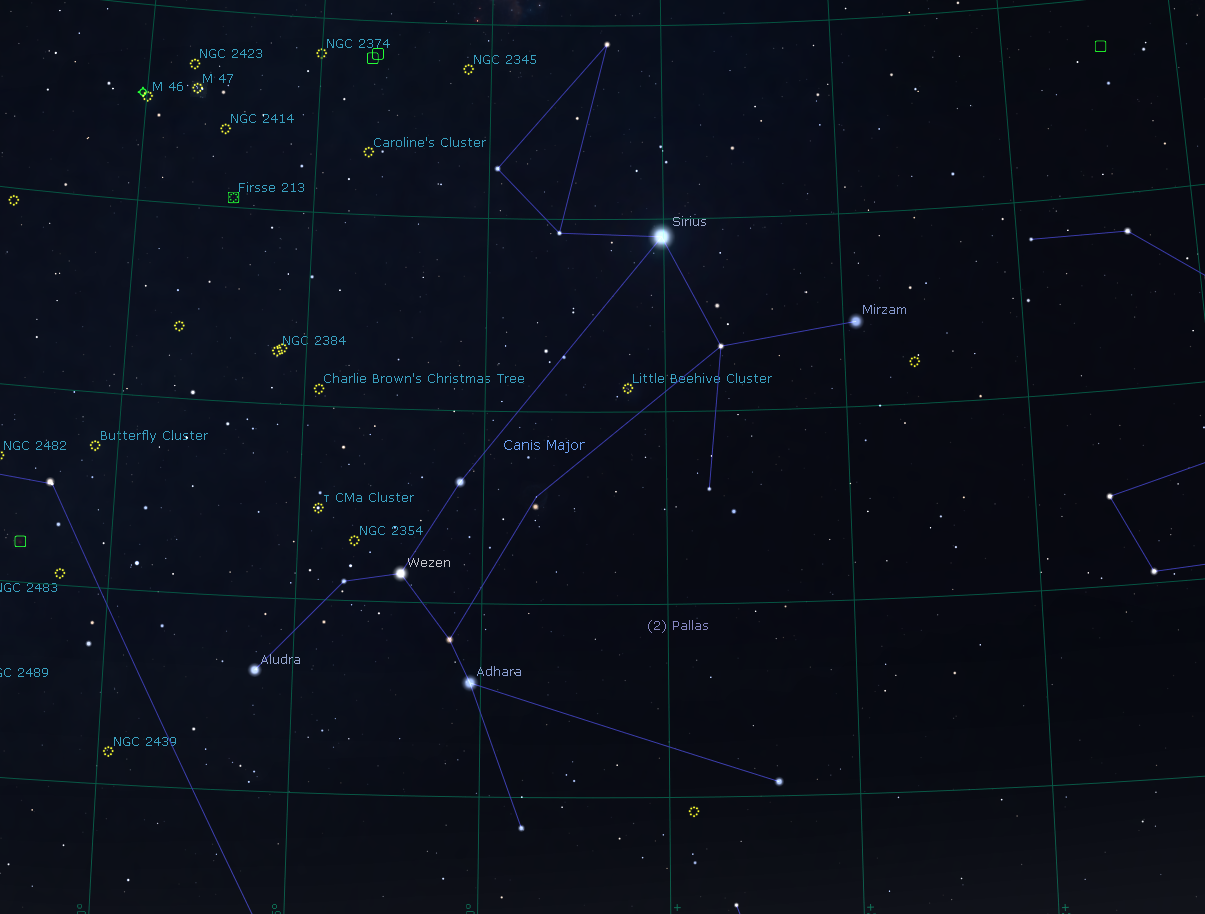 NGC 2374
NGC 2423
NGC 2345
M 47
M 46
NGC 2414
Caroline's Cluster
Firsse 213
Sirius
Mirzam
NGC 2384
Charlie Brown's Christmas Tree
Little Beehive Cluster
Butterfly Cluster
NGC 2482
Canis Major
τ CMa Cluster
NGC 2354
Wezen
NGC 2483
(2) Pallas
Aludra
Adhara
GC 2489
NGC 2439